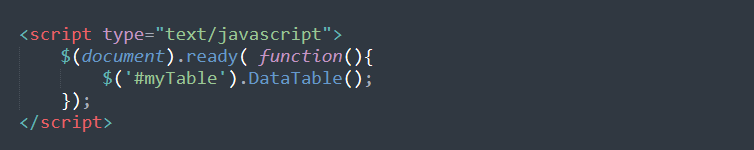 <script type="text/javascript">
    $(document).ready( function(){
        $('#myTable').DataTable();
    });
</script>